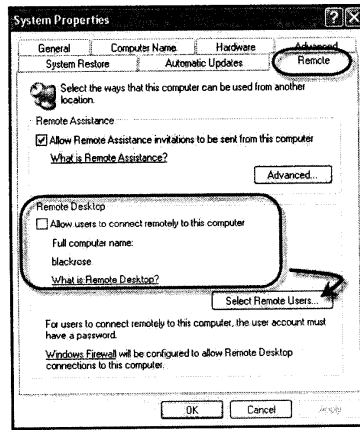 System Properties
General Computer Name Hardware Advanced
System Restore Automatic Updates Remote
Select the ways that this computer can be used from another
location.
Remote Assistance
Allow Remote Assistance invitations to be sent from this computer
What is Remote Assistance?
Advanced...
Remote Desktop
Allow users to connect remotely to this computer
Full computer name:
blackrose
What is Remote Desktop?
Select Remote Users...
For users to connect remotely to this computer, the user account must
have a password.
Windows Firewall will be configured to allow Remote Desktop
connections to this computer.
OK Cancel Apply